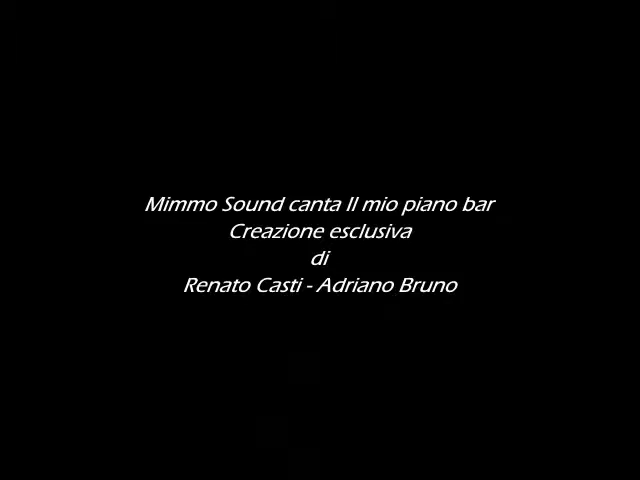 Mimmo Sound canta Il mio piano bar
Creazione esclusiva
di
Renato Casti - Adriano Bruno